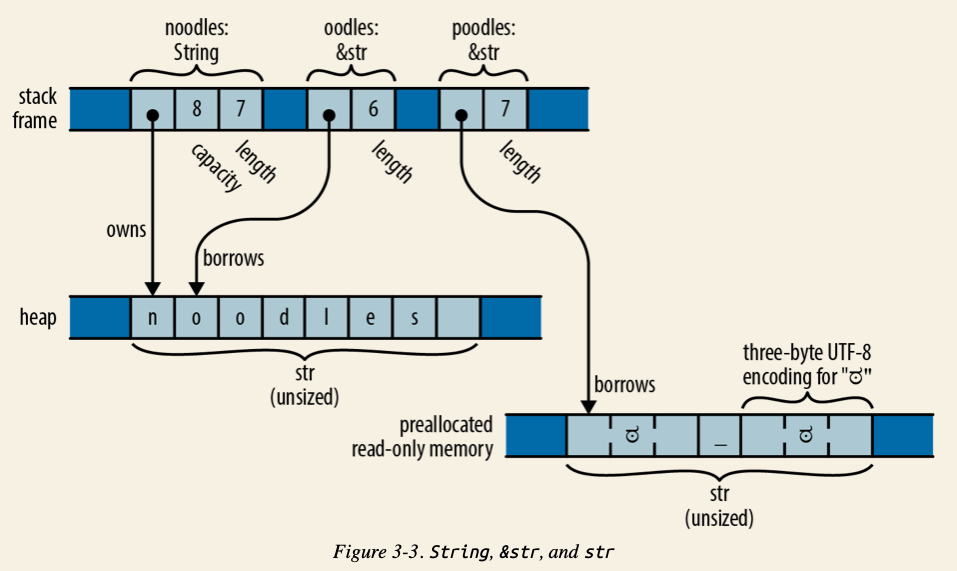 noodles:
String
oodles:
&str
poodles:
&str
stack
frame
8 7 6 7
capacity
length
length
length
owns
borrows
heap
n o o d l e s
str
(unsized)
three-byte UTF-8
encoding for "ಠ"
borrows
preallocated
read-only memory
ಠ _ ಠ
str
(unsized)
Figure 3-3. String, &str, and str